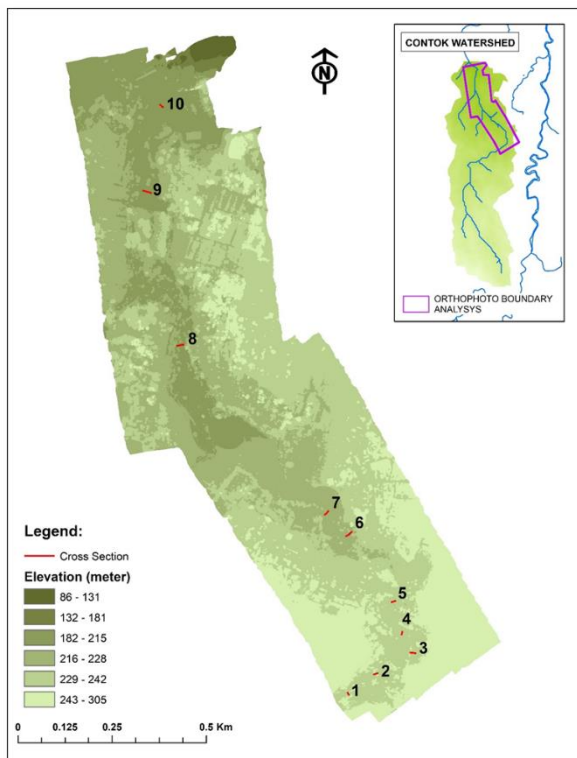 CONTOK WATERSHED
ORTHOPHOTO BOUNDARY
ANALYSYS
N
10
9
8
7
6
5
4
3
2
1
Legend:
Cross Section
Elevation (meter)
86 - 131
132 - 181
182 - 215
216 - 228
229 - 242
243 - 305
0 0.125 0.25 0.5 Km